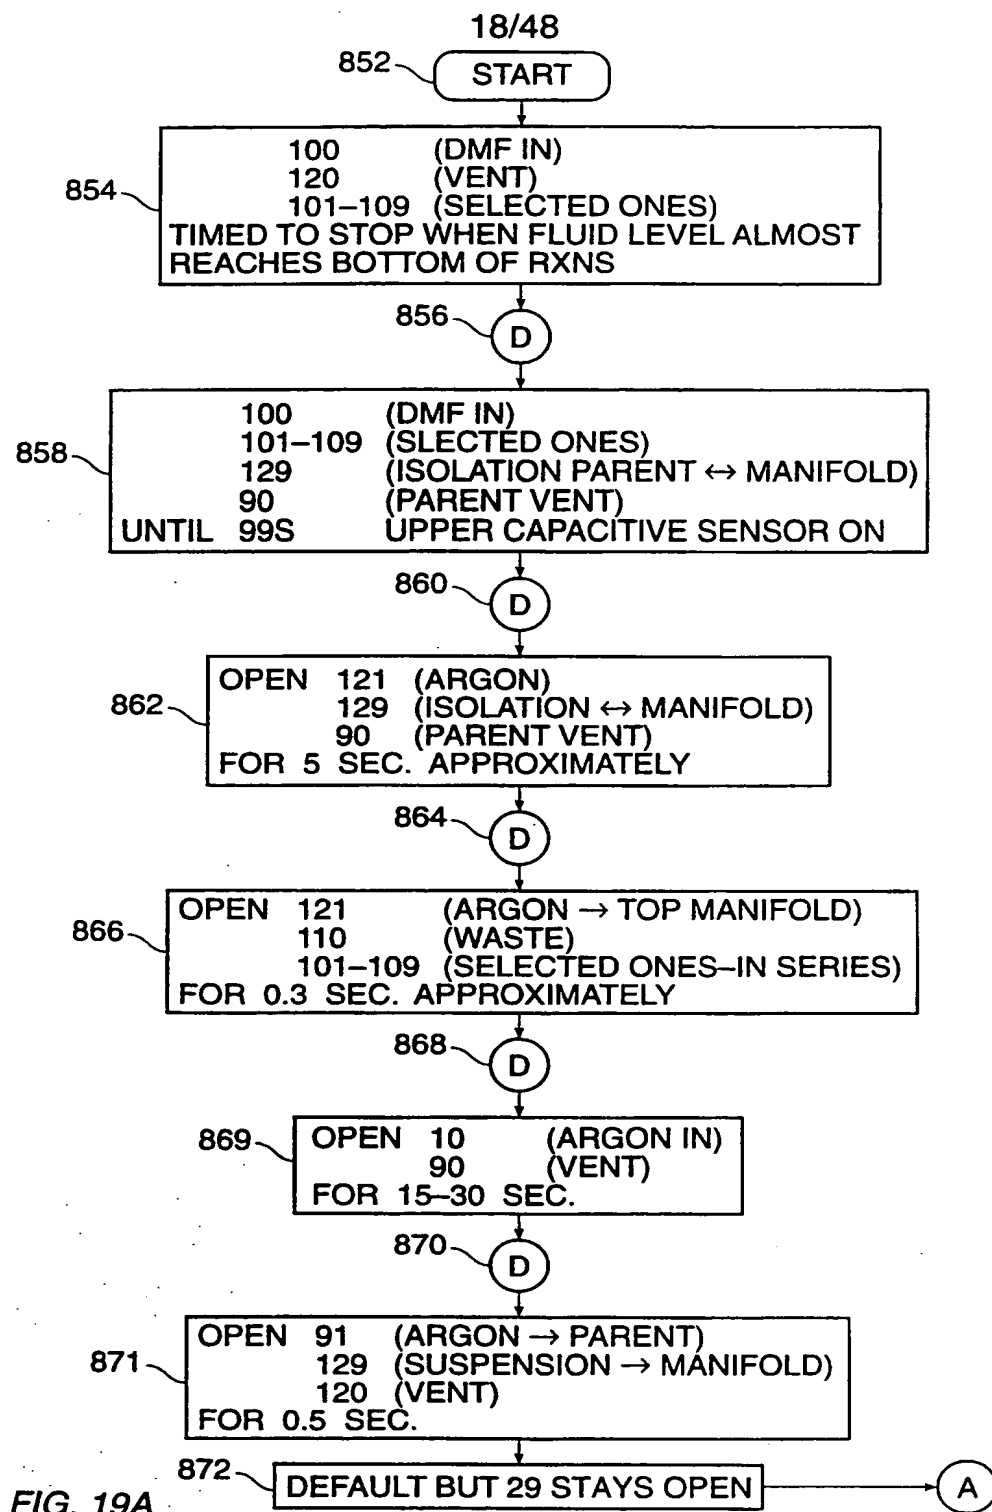 18/48
852
START
854
100 (DMF IN)
120 (VENT)
101–109 (SELECTED ONES)
TIMED TO STOP WHEN FLUID LEVEL ALMOST
REACHES BOTTOM OF RXNS
856
D
858
100 (DMF IN)
101–109 (SLECTED ONES)
129 (ISOLATION PARENT ↔ MANIFOLD)
90 (PARENT VENT)
UNTIL 99S UPPER CAPACITIVE SENSOR ON
860
D
862
OPEN 121 (ARGON)
129 (ISOLATION ↔ MANIFOLD)
90 (PARENT VENT)
FOR 5 SEC. APPROXIMATELY
864
D
866
OPEN 121 (ARGON → TOP MANIFOLD)
110 (WASTE)
101–109 (SELECTED ONES–IN SERIES)
FOR 0.3 SEC. APPROXIMATELY
868
D
869
OPEN 10 (ARGON IN)
90 (VENT)
FOR 15–30 SEC.
870
D
871
OPEN 91 (ARGON → PARENT)
129 (SUSPENSION → MANIFOLD)
120 (VENT)
FOR 0.5 SEC.
872
DEFAULT BUT 29 STAYS OPEN
A
FIG. 19A